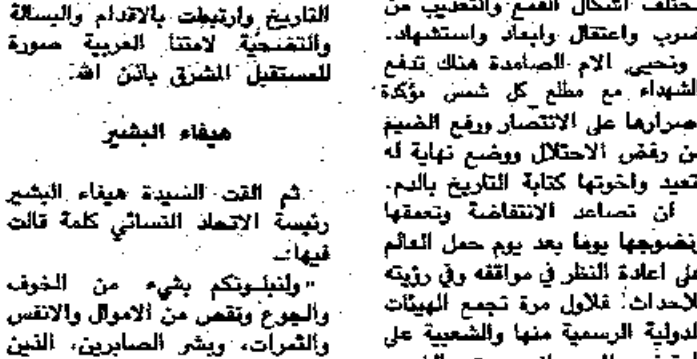 مختلف اشكال القمع والتعذيب من
ضرب واعتقال وابعاد واستشهاد.
ونحيي الام الصامدة هناك تدفع
الشهداء مع مطلع كل شمس مؤكدة
اصرارها على الانتصار ورفع الضيم
من رفض الاحتلال ووضع نهاية له
تعيد واخوتها كتابة التاريخ بالدم.
ان تصاعد الانتفاضة وتعمقها
ونضوجها يوما بعد يوم حمل العالم
على اعادة النظر في مواقفه وفي رؤيته
للاحداث. فلاول مرة تجمع الهيئات
الدولية الرسمية منها والشعبية على
التاريخ وارتبطت بالاقدام والبسالة
والتضحية لامتنا العربية صورة
للمستقبل المشرق باذن الله.
هيفاء البشير
ثم القت السيدة هيفاء البشير
رئيسة الاتحاد النسائي كلمة قالت
فيها:ـ
"ولنبلونكم بشيء من الخوف
والجوع ونقص من الاموال والانفس
والثمرات، وبشر الصابرين، الذين